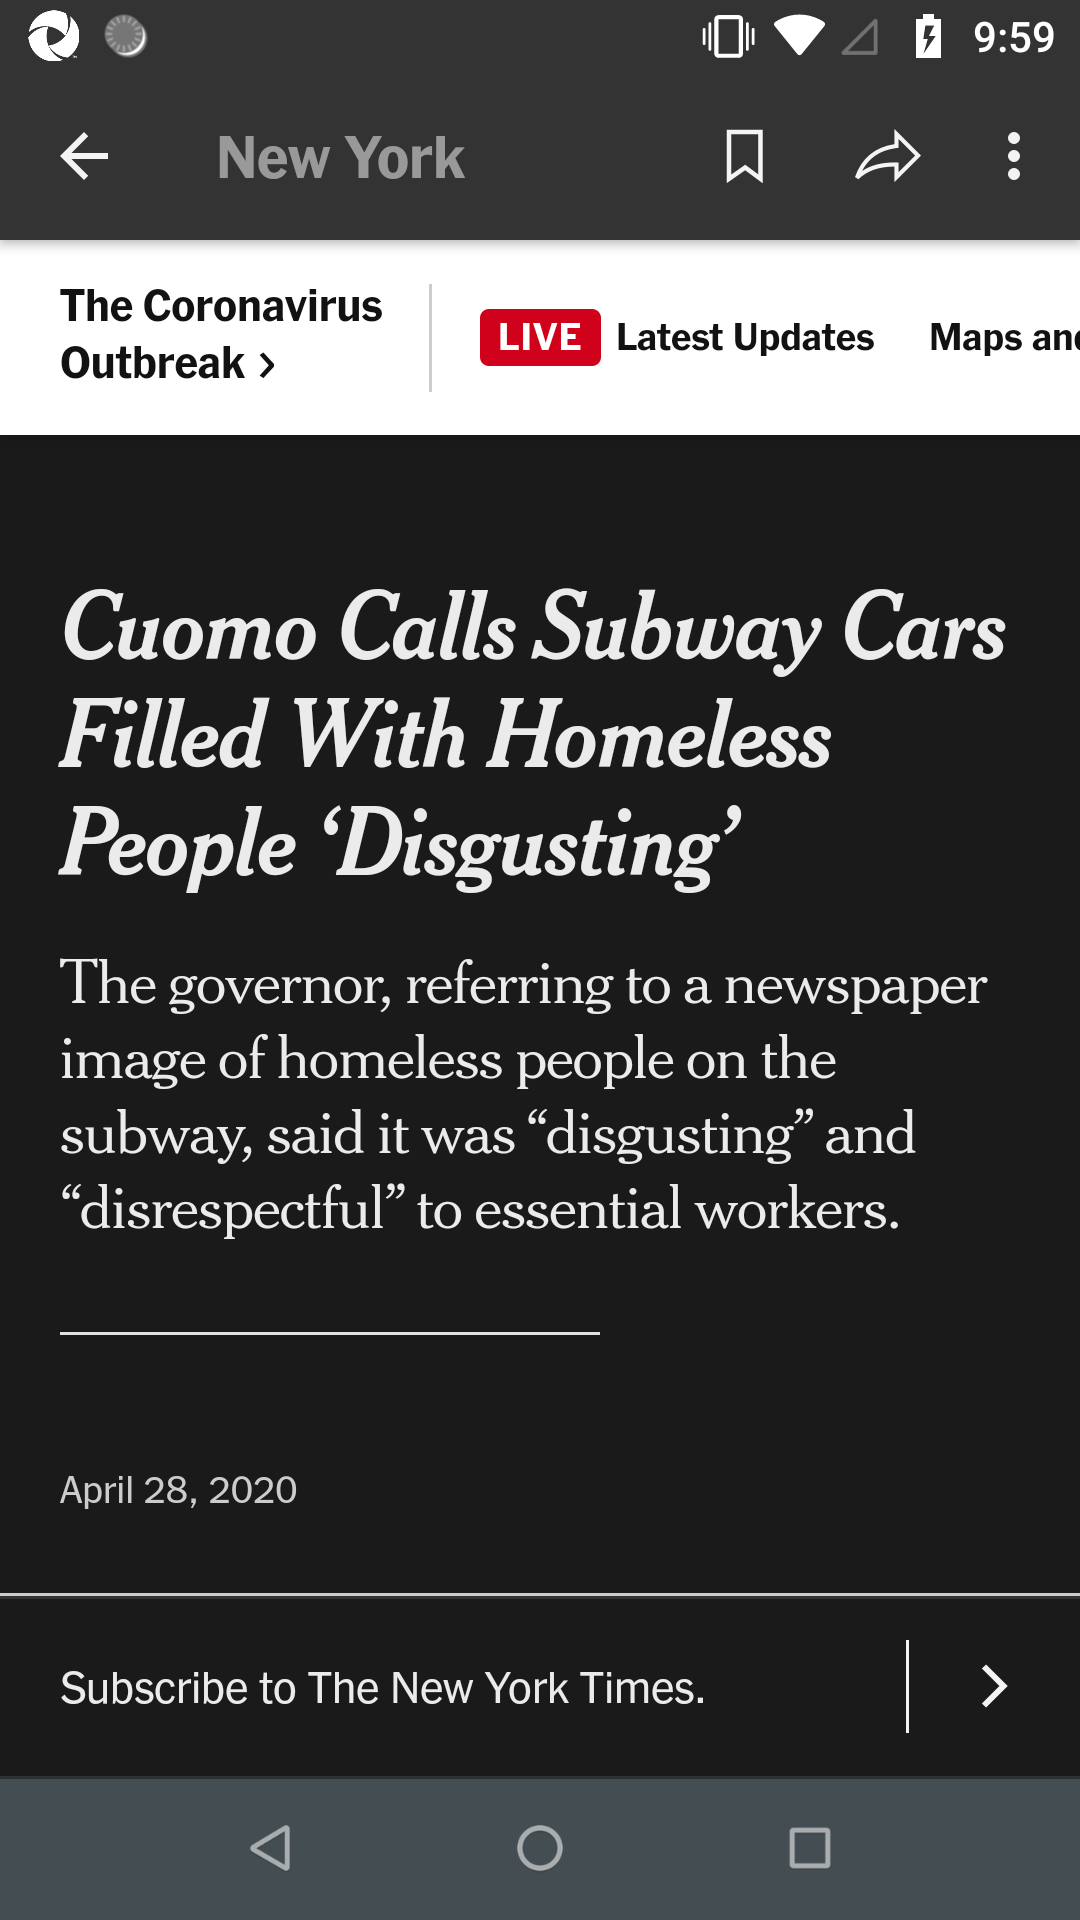 9:59
New York
The Coronavirus
Outbreak >
LIVE Latest Updates Maps and
Cuomo Calls Subway Cars
Filled With Homeless
People ‘Disgusting’
The governor, referring to a newspaper
image of homeless people on the
subway, said it was “disgusting” and
“disrespectful” to essential workers.
April 28, 2020
Subscribe to The New York Times.